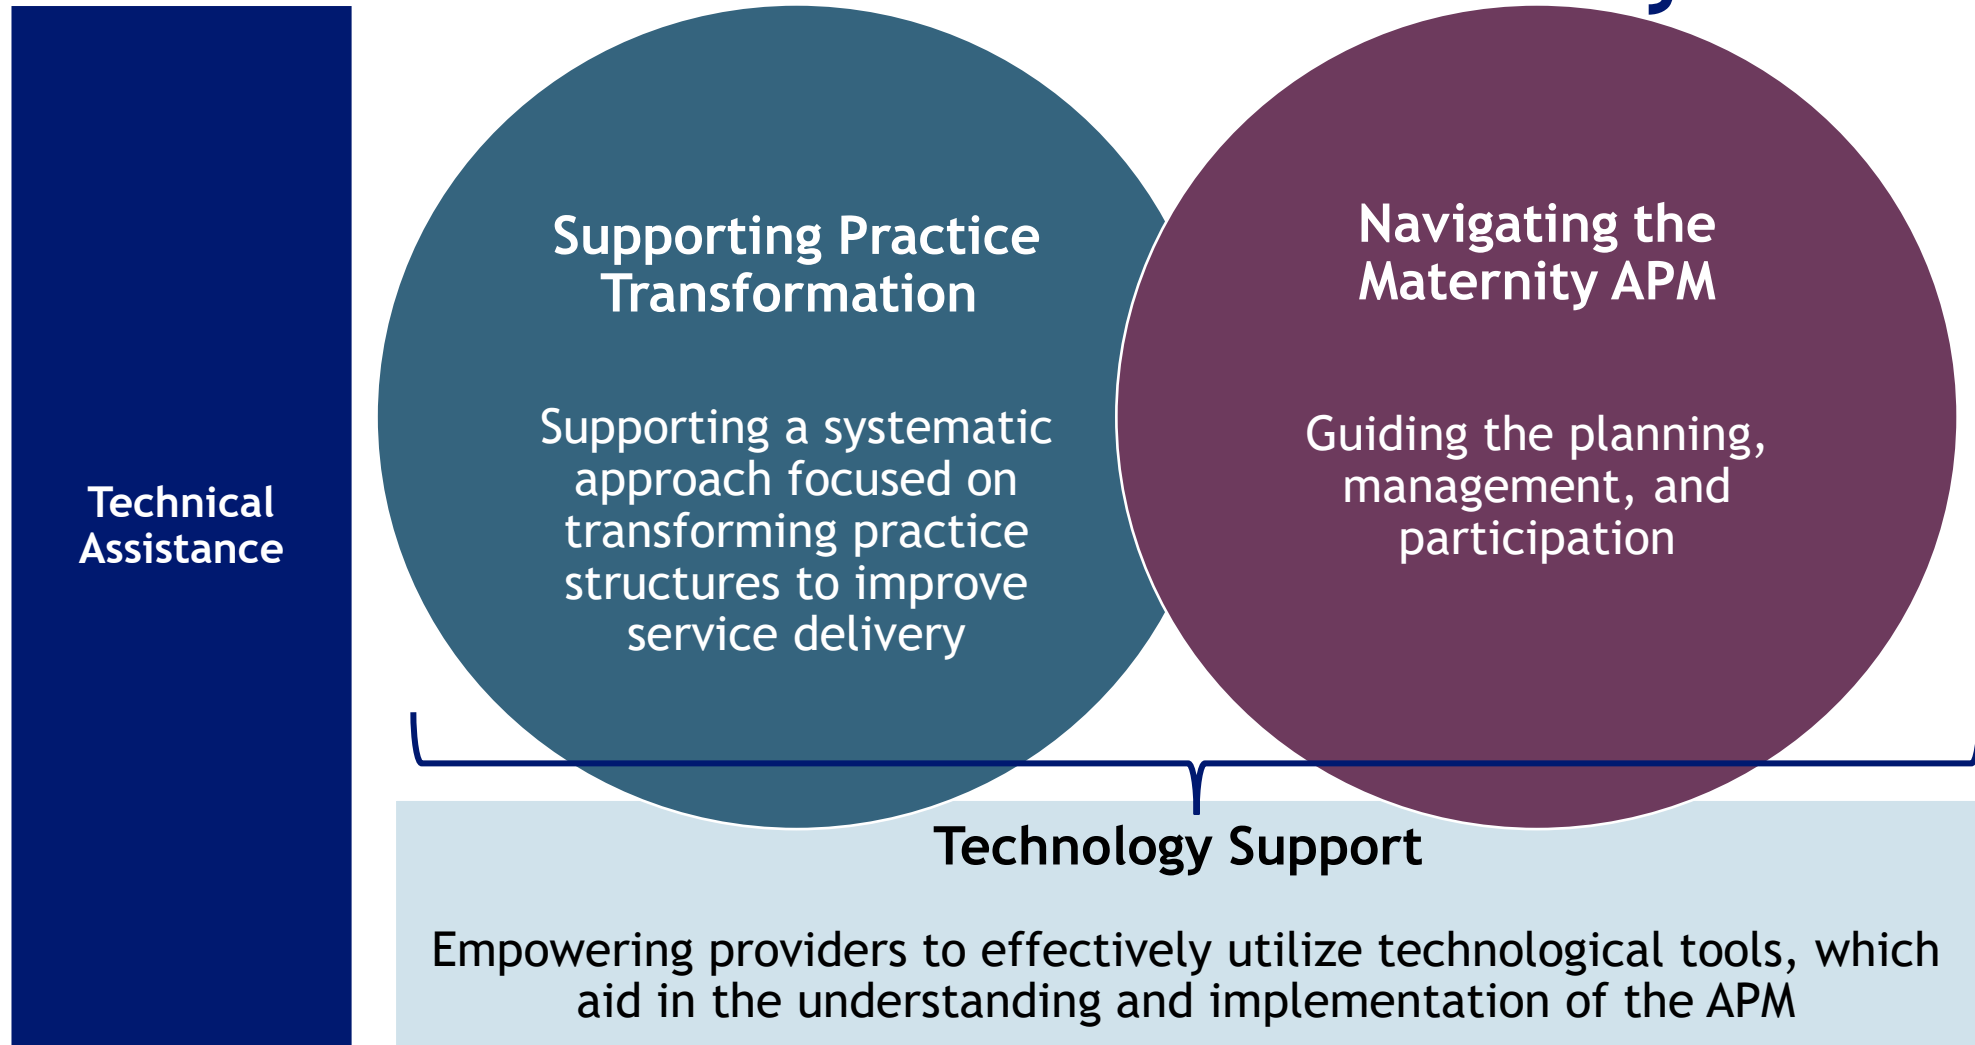 Technical
Assistance
Supporting Practice
Transformation
Supporting a systematic
approach focused on
transforming practice
structures to improve
service delivery
Navigating the
Maternity APM
Guiding the planning,
management, and
participation
Technology Support
Empowering providers to effectively utilize technological tools, which
aid in the understanding and implementation of the APM